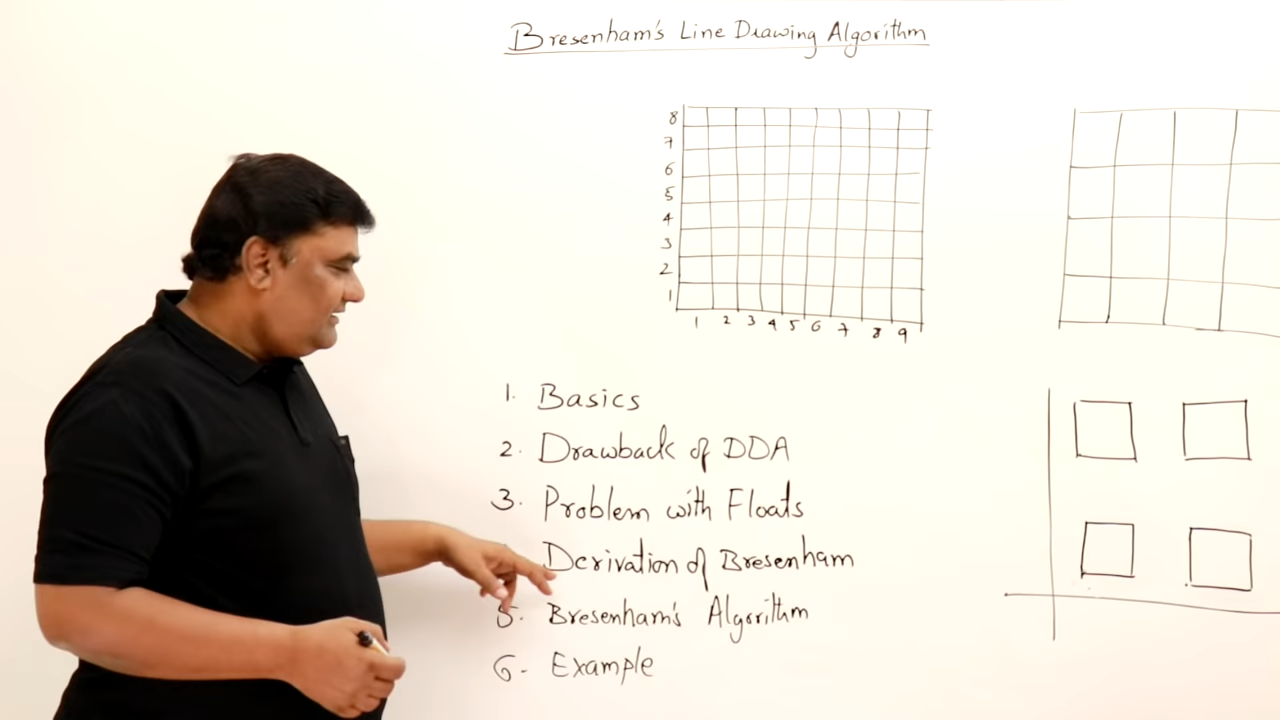 Bresenham's Line Drawing Algorithm
8
7
6
5
4
3
2
1
1 2 3 4 5 6 7 8 9
1. Basics
2. Drawback of DDA
3. Problem with Floats
Derivation of Bresenham
5. Bresenham's Algorithm
6- Example